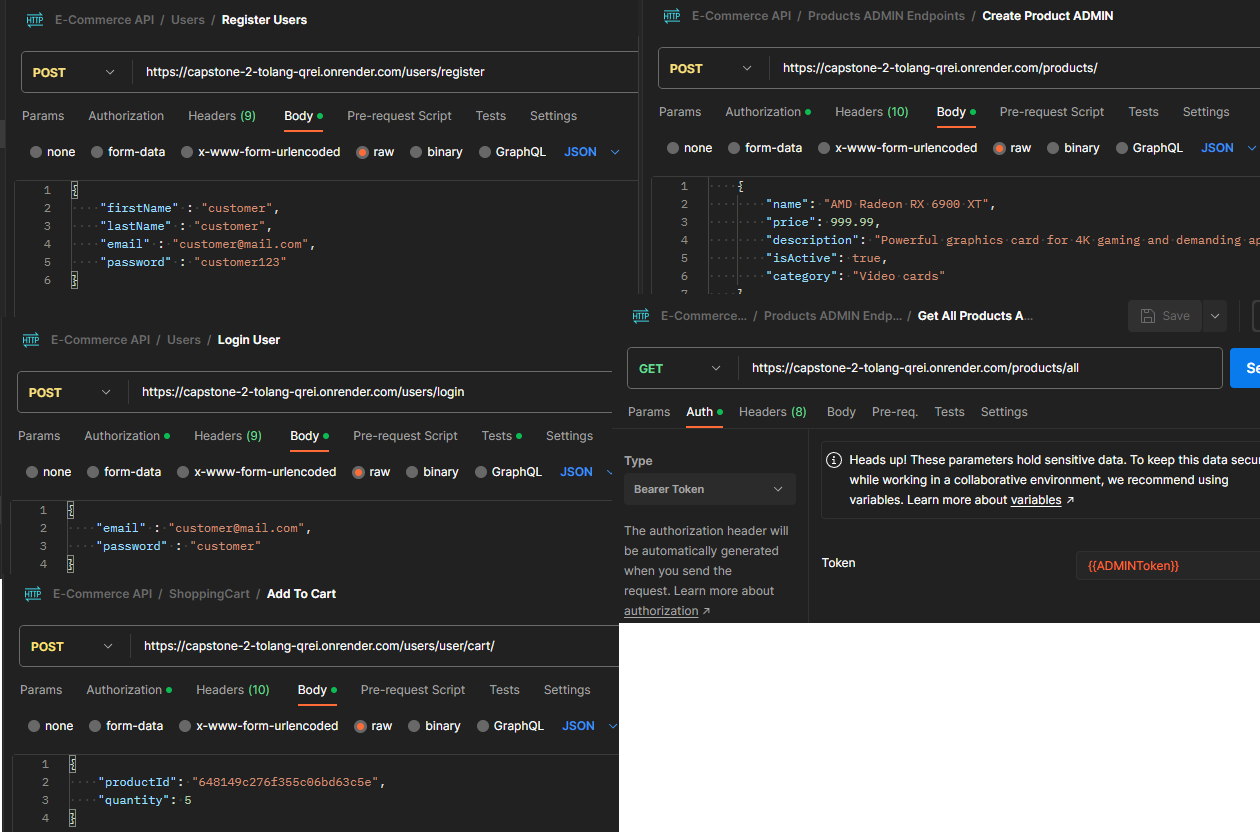 E-Commerce API / Users / Register Users
POST https://capstone-2-tolang-qrei.onrender.com/users/register
Params Authorization Headers (9) Body Pre-request Script Tests Settings
none form-data x-www-form-urlencoded raw binary GraphQL JSON
1 {
2 "firstName" : "customer",
3 "lastName" : "customer",
4 "email" : "customer@mail.com",
5 "password" : "customer123"
6 }
E-Commerce API / Users / Login User
POST https://capstone-2-tolang-qrei.onrender.com/users/login
Params Authorization Headers (9) Body Pre-request Script Tests Settings
none form-data x-www-form-urlencoded raw binary GraphQL JSON
1 {
2 "email" : "customer@mail.com",
3 "password" : "customer"
4 }
E-Commerce API / ShoppingCart / Add To Cart
POST https://capstone-2-tolang-qrei.onrender.com/users/user/cart/
Params Authorization Headers (10) Body Pre-request Script Tests Settings
none form-data x-www-form-urlencoded raw binary GraphQL JSON
1 {
2 "productId": "648149c276f355c06bd63c5e",
3 "quantity": 5
4 }
E-Commerce API / Products ADMIN Endpoints / Create Product ADMIN
POST https://capstone-2-tolang-qrei.onrender.com/products/
Params Authorization Headers (10) Body Pre-request Script Tests Settings
none form-data x-www-form-urlencoded raw binary GraphQL JSON
1 {
2 "name": "AMD Radeon RX 6900 XT",
3 "price": 999.99,
4 "description": "Powerful graphics card for 4K gaming and demanding ap
5 "isActive": true,
6 "category": "Video cards"
7 }
E-Commerce... / Products ADMIN Endp... / Get All Products A... Save
GET https://capstone-2-tolang-qrei.onrender.com/products/all Se
Params Auth Headers (8) Body Pre-req. Tests Settings
Type
Bearer Token
The authorization header will
be automatically generated
when you send the
request. Learn more about
authorization ↗
Heads up! These parameters hold sensitive data. To keep this data secu
while working in a collaborative environment, we recommend using
variables. Learn more about variables ↗
Token {{ADMINToken}}